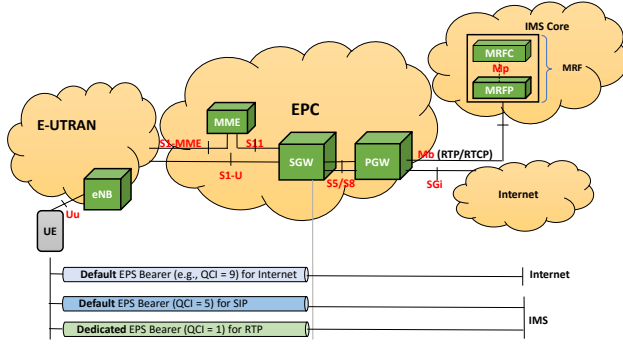 IMS Core
MRFC
Mp
MRF
MRFP
EPC
MME
E-UTRAN
S1-MME
S11
SGW
PGW
Mb (RTP/RTCP)
S1-U
S5/S8
SGi
eNB
Internet
Uu
UE
Default EPS Bearer (e.g., QCI = 9) for Internet
Internet
Default EPS Bearer (QCI = 5) for SIP
IMS
Dedicated EPS Bearer (QCI = 1) for RTP